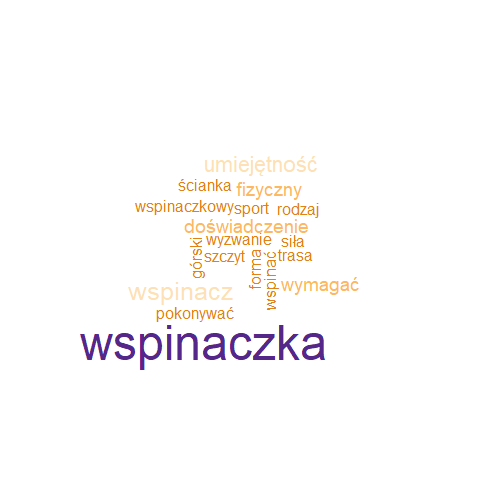 umiejętność
ścianka fizyczny
wspinaczkowy sport rodzaj
doświadczenie
górski wyzwanie siła
szczyt forma wspinać trasa
wspinacz wymagać
pokonywać
wspinaczka